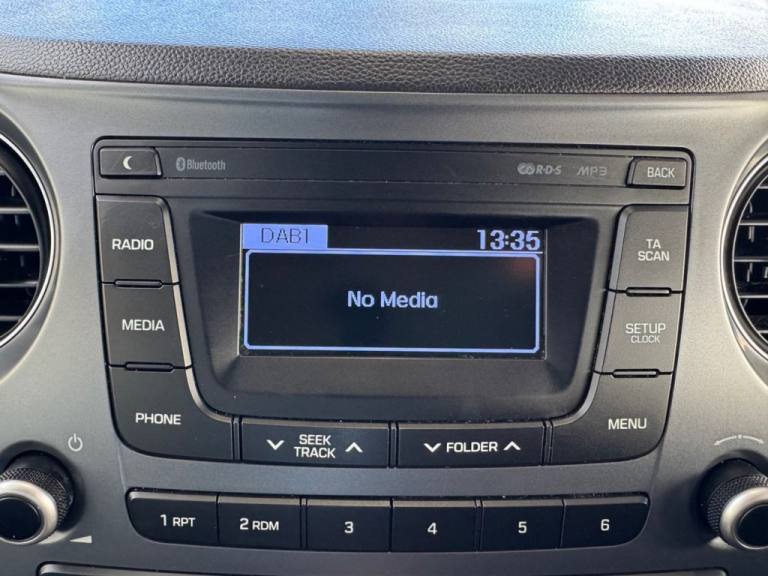 Bluetooth
R·D·S MP3 BACK
DAB1 13:35
No Media
RADIO
MEDIA
PHONE
TA
SCAN
SETUP
CLOCK
MENU
SEEK
TRACK
FOLDER
1 RPT 2 RDM 3 4 5 6